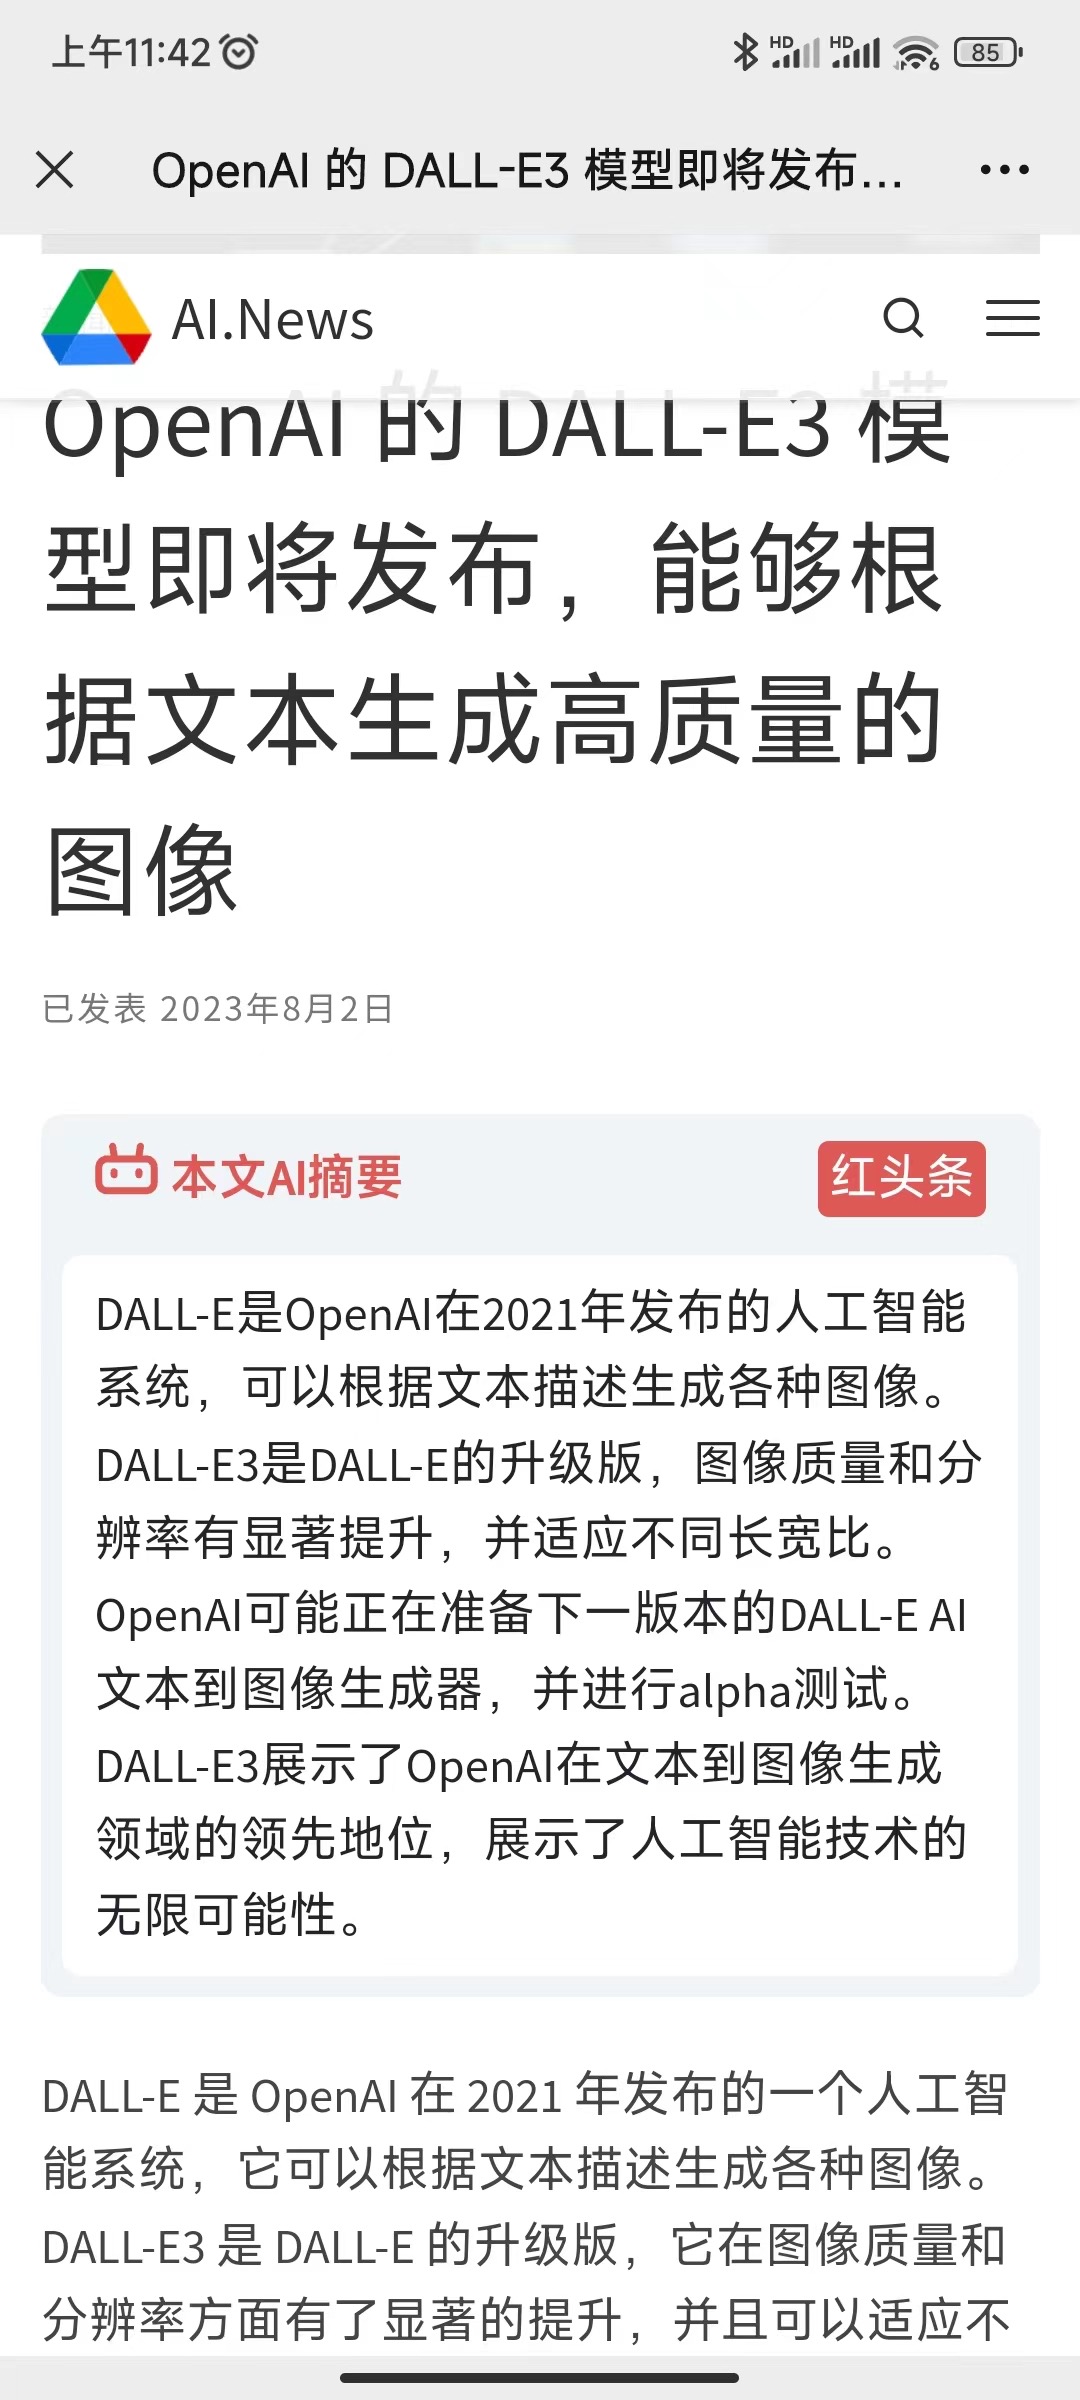 上午11:42
HD HD 6 85
OpenAI 的 DALL-E3 模型即将发布...
AI.News
OpenAI 的 DALL-E3 模
型即将发布，能够根
据文本生成高质量的
图像
已发表 2023年8月2日
本文AI摘要 红头条
DALL-E是OpenAI在2021年发布的人工智能
系统，可以根据文本描述生成各种图像。
DALL-E3是DALL-E的升级版，图像质量和分
辨率有显著提升，并适应不同长宽比。
OpenAI可能正在准备下一版本的DALL-E AI
文本到图像生成器，并进行alpha测试。
DALL-E3展示了OpenAI在文本到图像生成
领域的领先地位，展示了人工智能技术的
无限可能性。
DALL-E 是 OpenAI 在 2021 年发布的一个人工智
能系统，它可以根据文本描述生成各种图像。
DALL-E3 是 DALL-E 的升级版，它在图像质量和
分辨率方面有了显著的提升，并且可以适应不